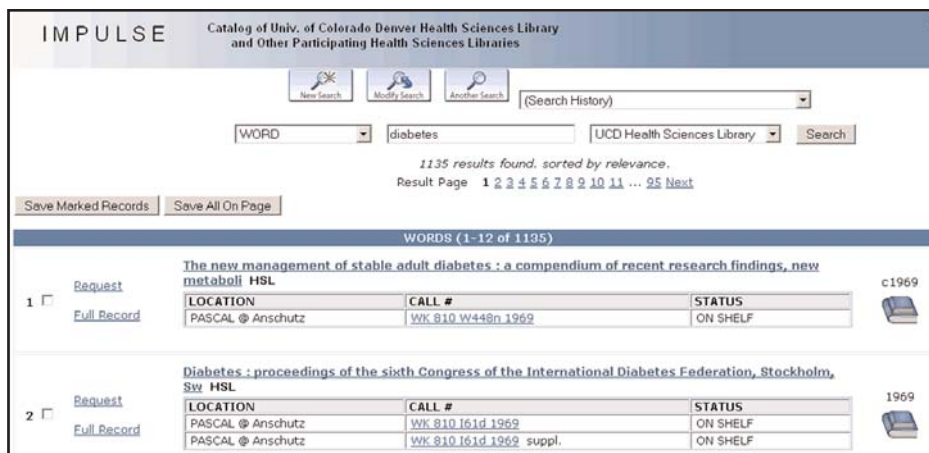 IMPULSE
Catalog of Univ. of Colorado Denver Health Sciences Library
and Other Participating Health Sciences Libraries
New Search Modify Search Another Search (Search History)
WORD diabetes UCD Health Sciences Library Search
1135 results found. sorted by relevance.
Result Page 1 2 3 4 5 6 7 8 9 10 11 ... 95 Next
Save Marked Records Save All On Page
WORDS (1-12 of 1135)
The new management of stable adult diabetes : a compendium of recent research findings, new
metaboli HSL
1 Request Full Record
LOCATION CALL # STATUS
PASCAL @ Anschutz WK 810 W448n 1969 ON SHELF
c1969
Diabetes : proceedings of the sixth Congress of the International Diabetes Federation, Stockholm,
Sw HSL
2 Request Full Record
LOCATION CALL # STATUS
PASCAL @ Anschutz WK 810 I61d 1969 ON SHELF
PASCAL @ Anschutz WK 810 I61d 1969 suppl. ON SHELF
1969